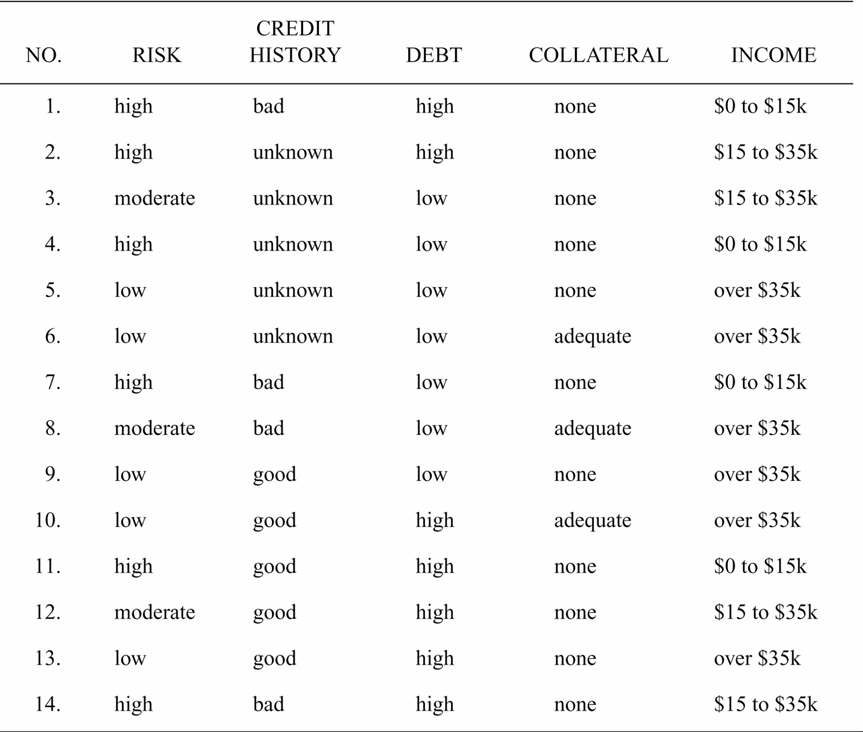 NO. RISK CREDIT HISTORY DEBT COLLATERAL INCOME
1. high bad high none $0 to $15k
2. high unknown high none $15 to $35k
3. moderate unknown low none $15 to $35k
4. high unknown low none $0 to $15k
5. low unknown low none over $35k
6. low unknown low adequate over $35k
7. high bad low none $0 to $15k
8. moderate bad low adequate over $35k
9. low good low none over $35k
10. low good high adequate over $35k
11. high good high none $0 to $15k
12. moderate good high none $15 to $35k
13. low good high none over $35k
14. high bad high none $15 to $35k